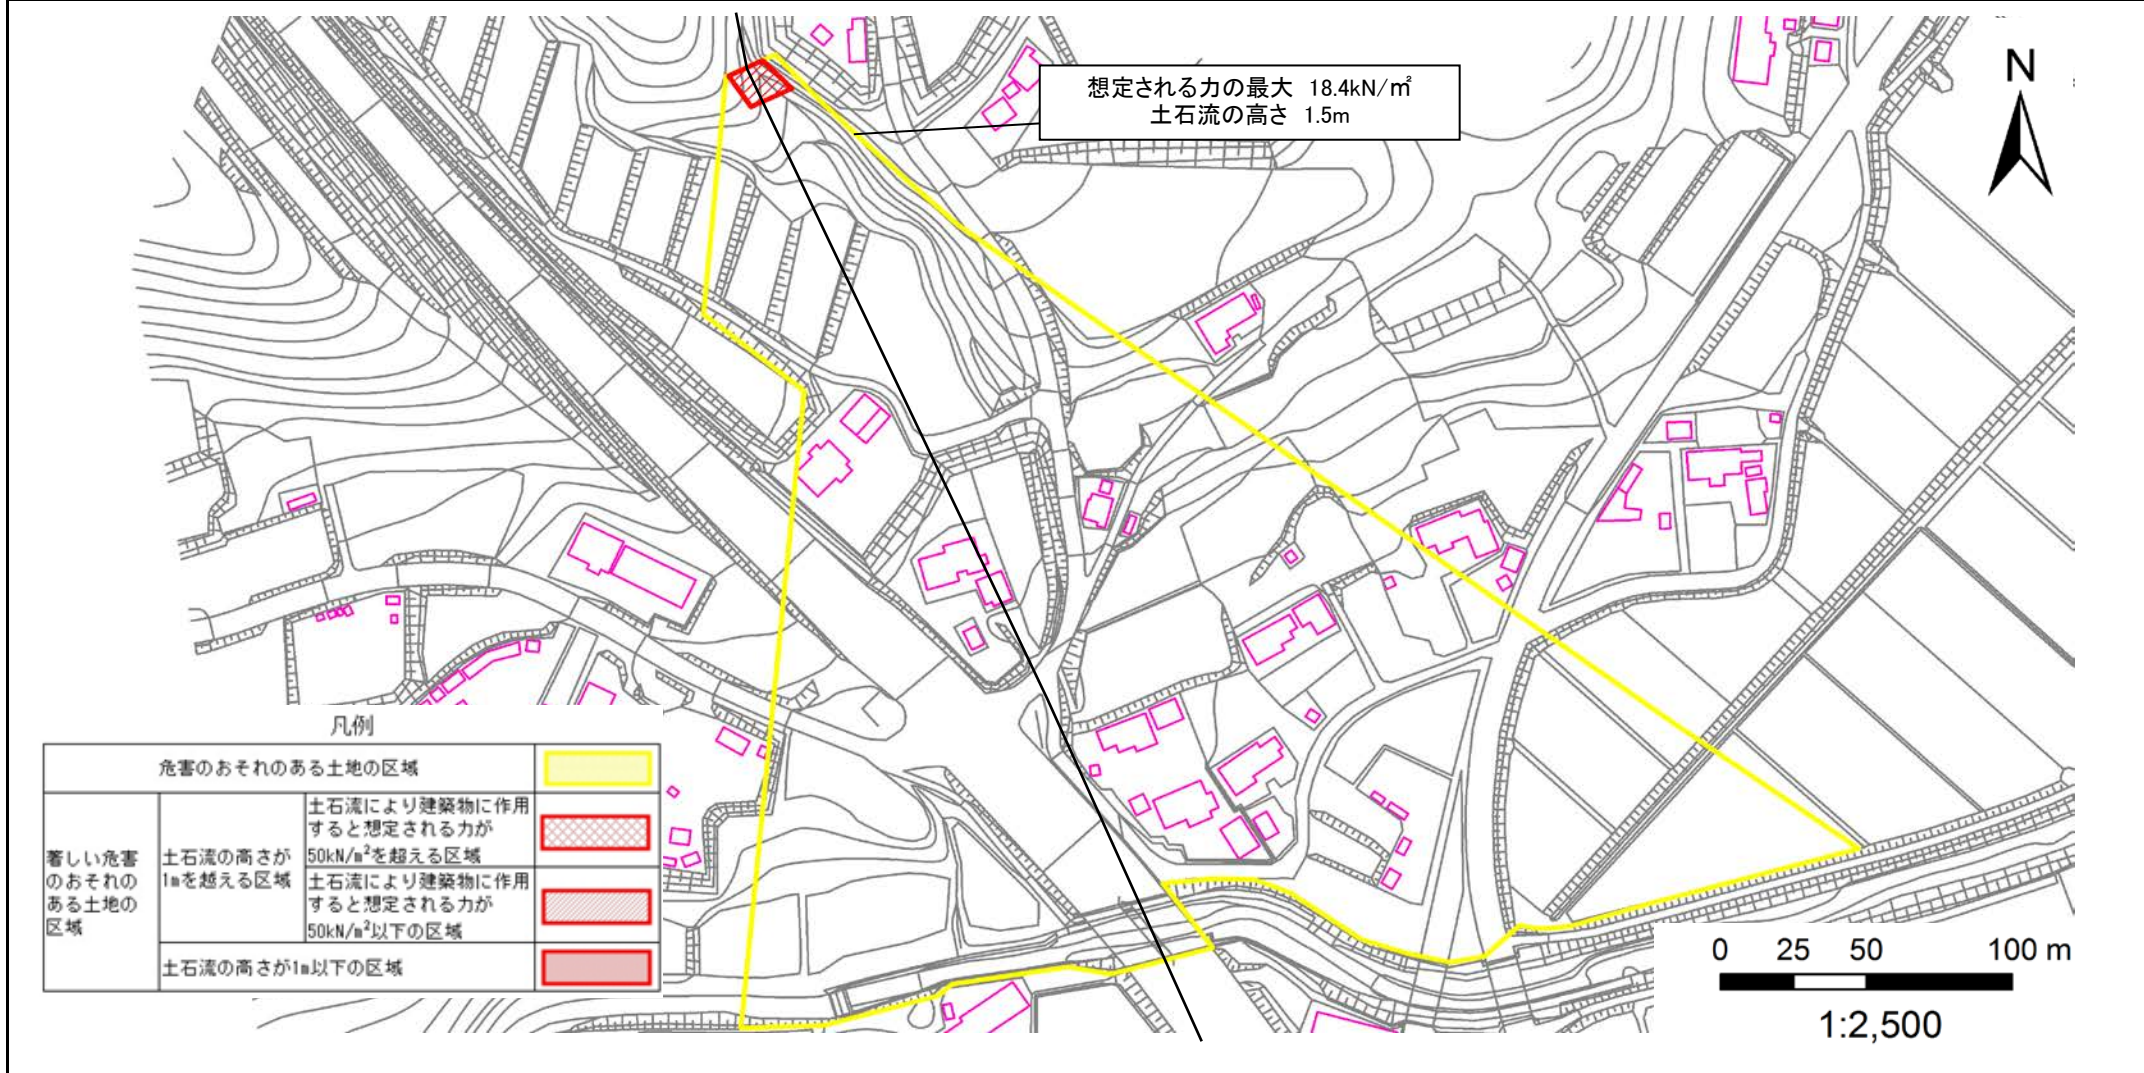 想定される力の最大 18.4kN/㎡
土石流の高さ 1.5m
N
凡例
危害のおそれのある土地の区域
著しい危害
のおそれの
ある土地の
区域
土石流の高さが
1mを越える区域
土石流により建築物に作用
すると想定される力が
50kN/m²を超える区域
土石流により建築物に作用
すると想定される力が
50kN/m²以下の区域
土石流の高さが1m以下の区域
0 25 50 100 m
1:2,500